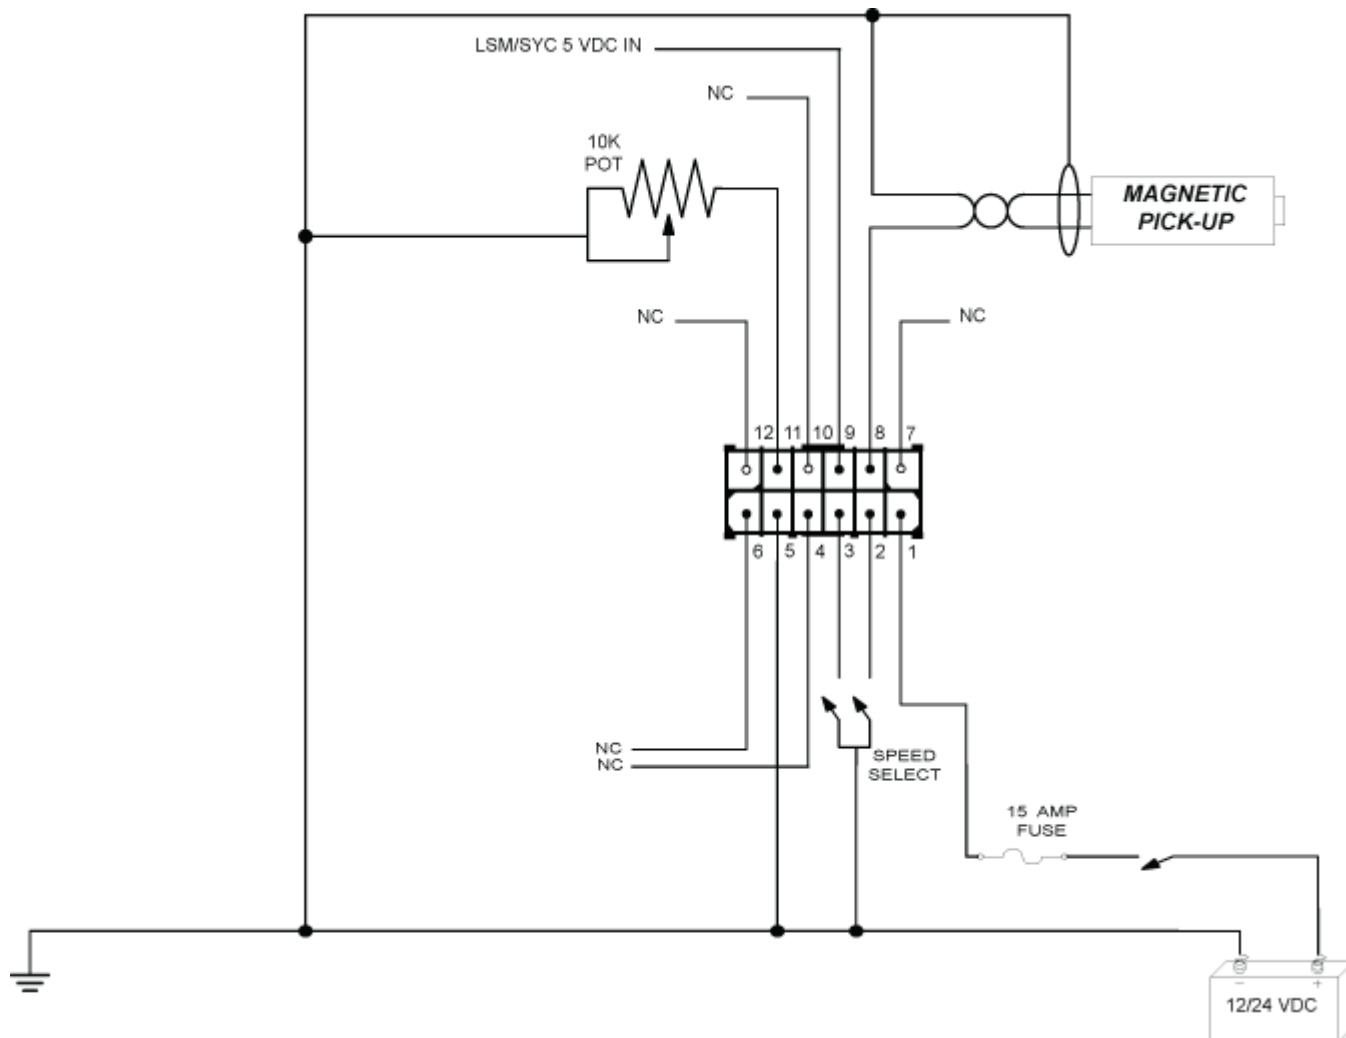 LSM/SYC 5 VDC IN
NC
10K
POT
MAGNETIC
PICK-UP
NC
NC
12 11 10 9 8 7
6 5 4 3 2 1
NC
NC
SPEED
SELECT
15 AMP
FUSE
- +
12/24 VDC